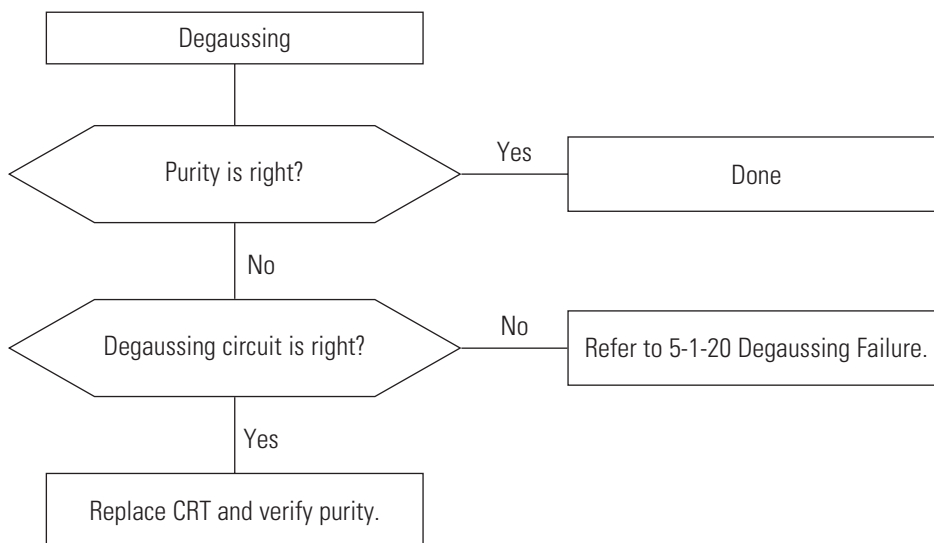 Degaussing
Purity is right?
Yes
Done
No
Degaussing circuit is right?
No
Refer to 5-1-20 Degaussing Failure.
Yes
Replace CRT and verify purity.